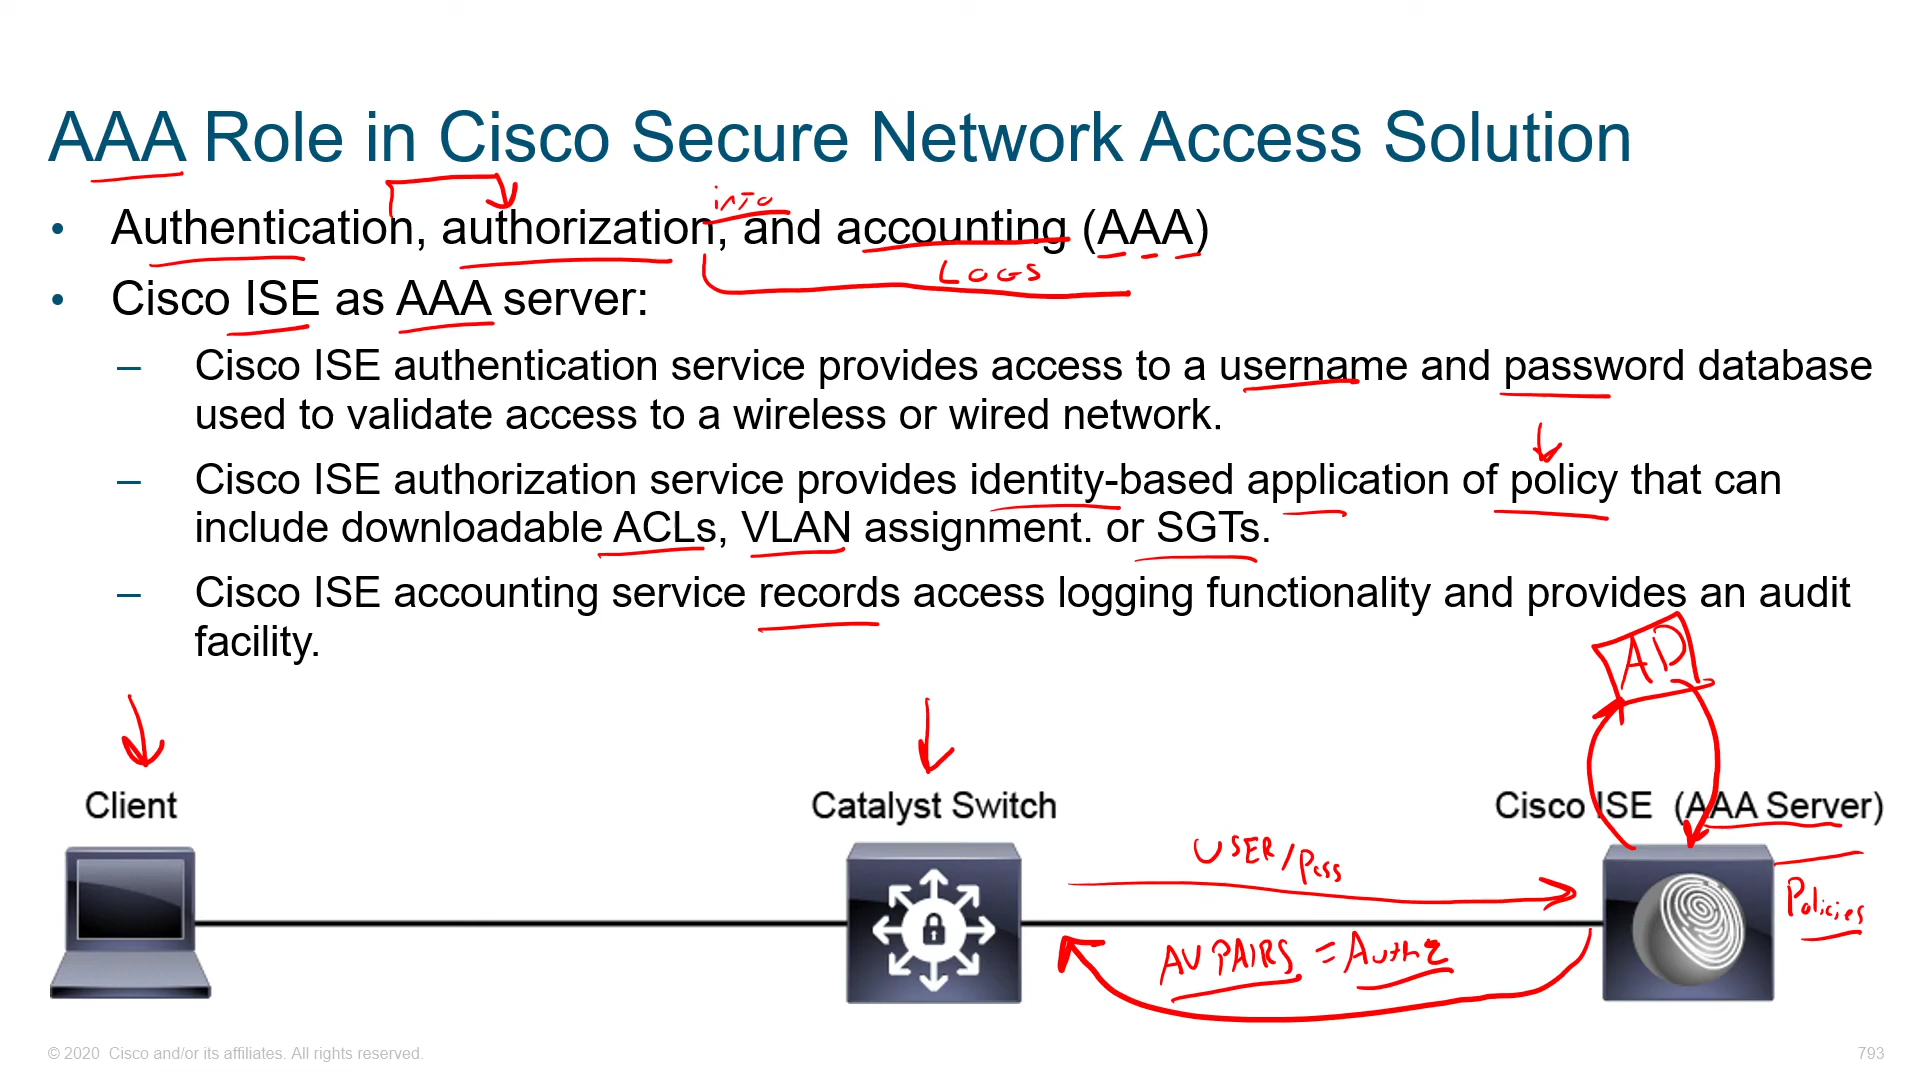 AAA Role in Cisco Secure Network Access Solution
info
• Authentication, authorization, and accounting (AAA)
LOGS
• Cisco ISE as AAA server:
– Cisco ISE authentication service provides access to a username and password database
used to validate access to a wireless or wired network.
– Cisco ISE authorization service provides identity-based application of policy that can
include downloadable ACLs, VLAN assignment. or SGTs.
– Cisco ISE accounting service records access logging functionality and provides an audit
facility.
AD
Client
Catalyst Switch
Cisco ISE (AAA Server)
USER/Pass
Policies
AV PAIRS = Authz
© 2020 Cisco and/or its affiliates. All rights reserved.
793